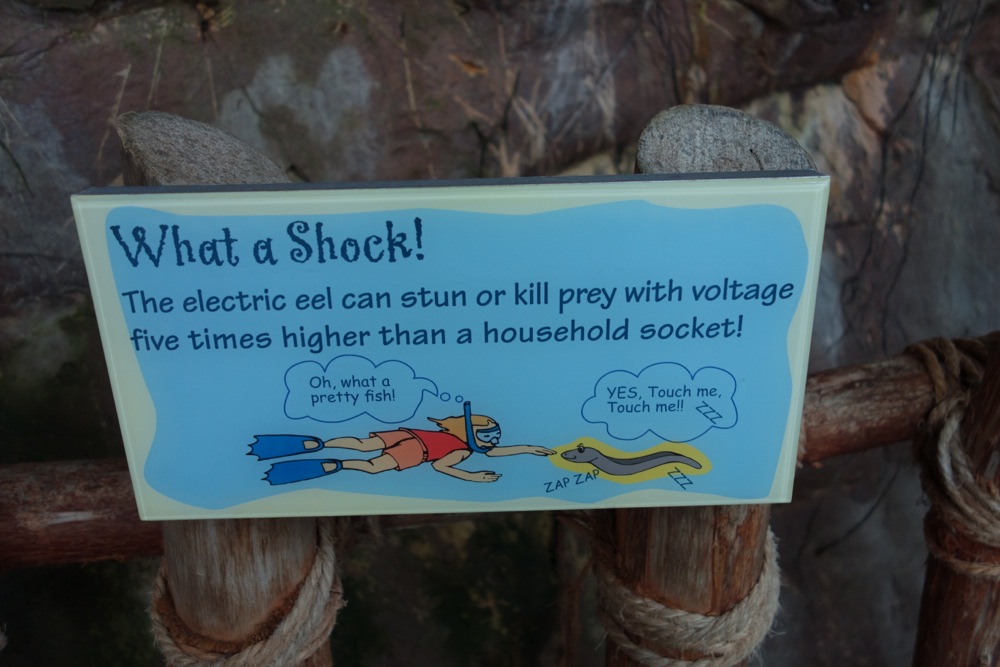 What a Shock!
The electric eel can stun or kill prey with voltage
five times higher than a household socket!
Oh, what a
pretty fish!
YES, Touch me,
Touch me!!
ZZZ
ZAP ZAP
ZZZ